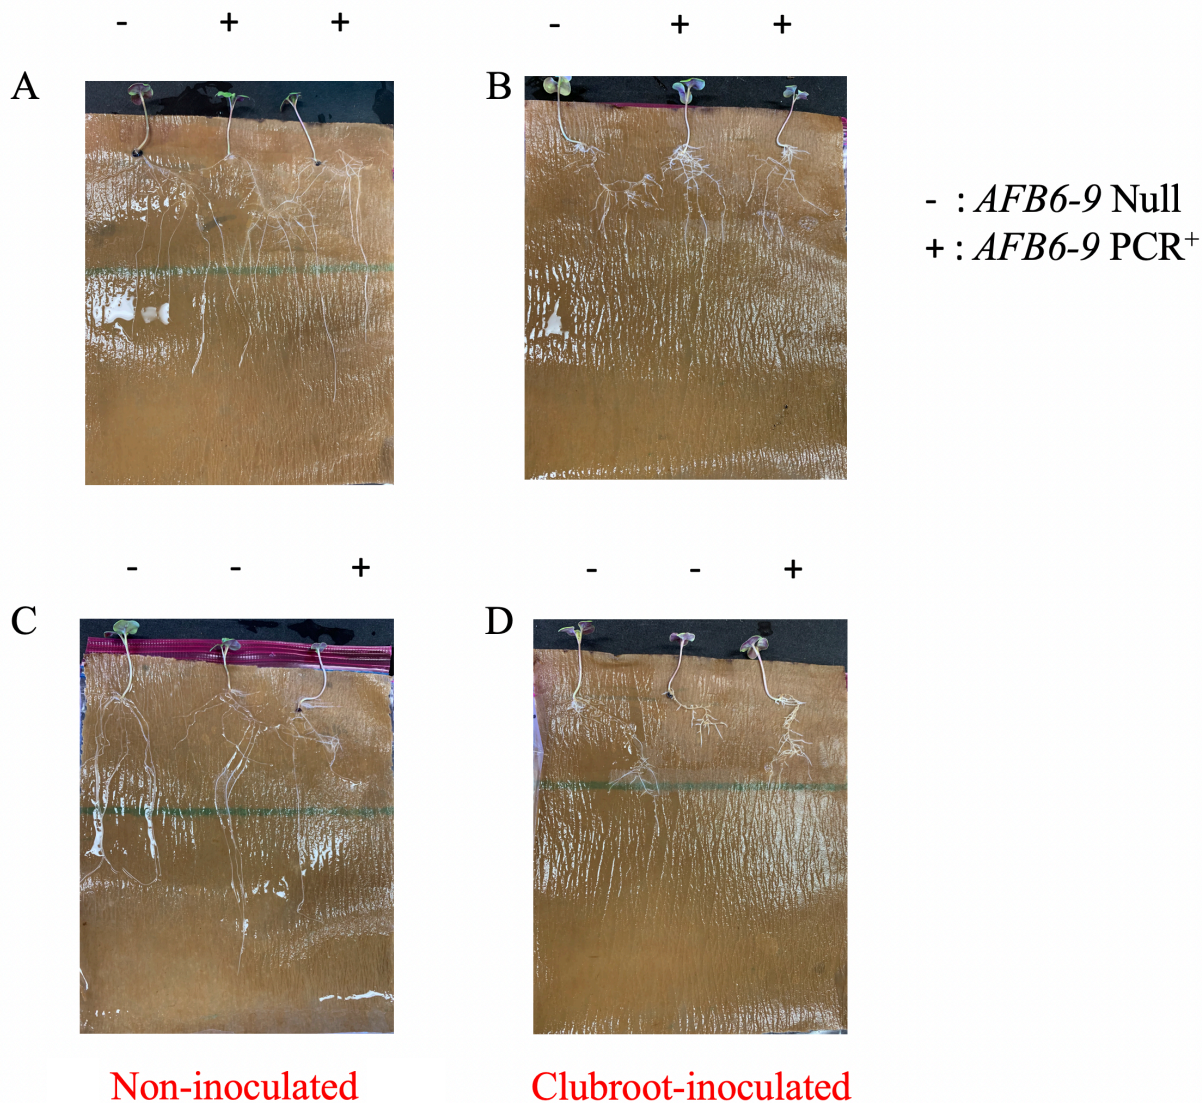 - + +
- + +
A
B
- : AFB6-9 Null
+ : AFB6-9 PCR+
- - +
- - +
C
D
Non-inoculated
Clubroot-inoculated